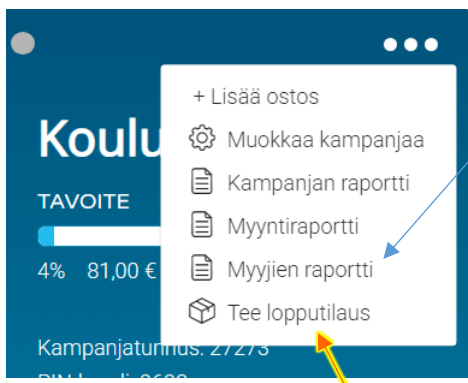 + Lisää ostos
Koulu
Muokkaa kampanjaa
Kampanjan raportti
TAVOITE
Myyntiraportti
4% 81,00 €
Myyjien raportti
Tee lopputilaus
Kampanjatunnus: 27273